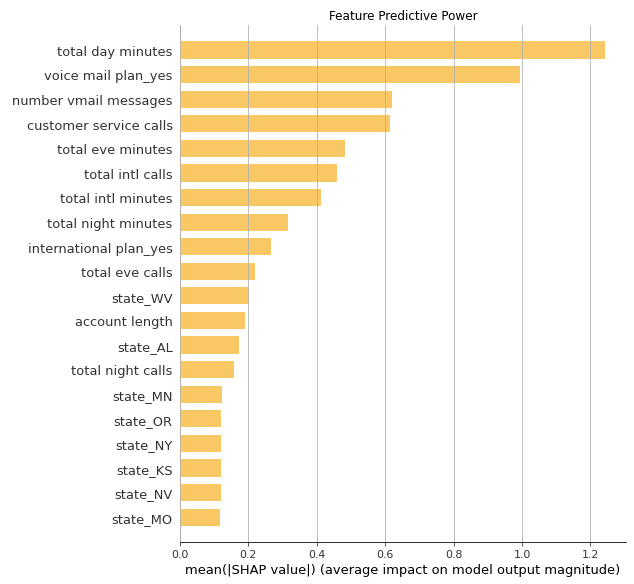 Feature Predictive Power
total day minutes
voice mail plan_yes
number vmail messages
customer service calls
total eve minutes
total intl calls
total intl minutes
total night minutes
international plan_yes
total eve calls
state_WV
account length
state_AL
total night calls
state_MN
state_OR
state_NY
state_KS
state_NV
state_MO
0.0 0.2 0.4 0.6 0.8 1.0 1.2
mean(|SHAP value|) (average impact on model output magnitude)